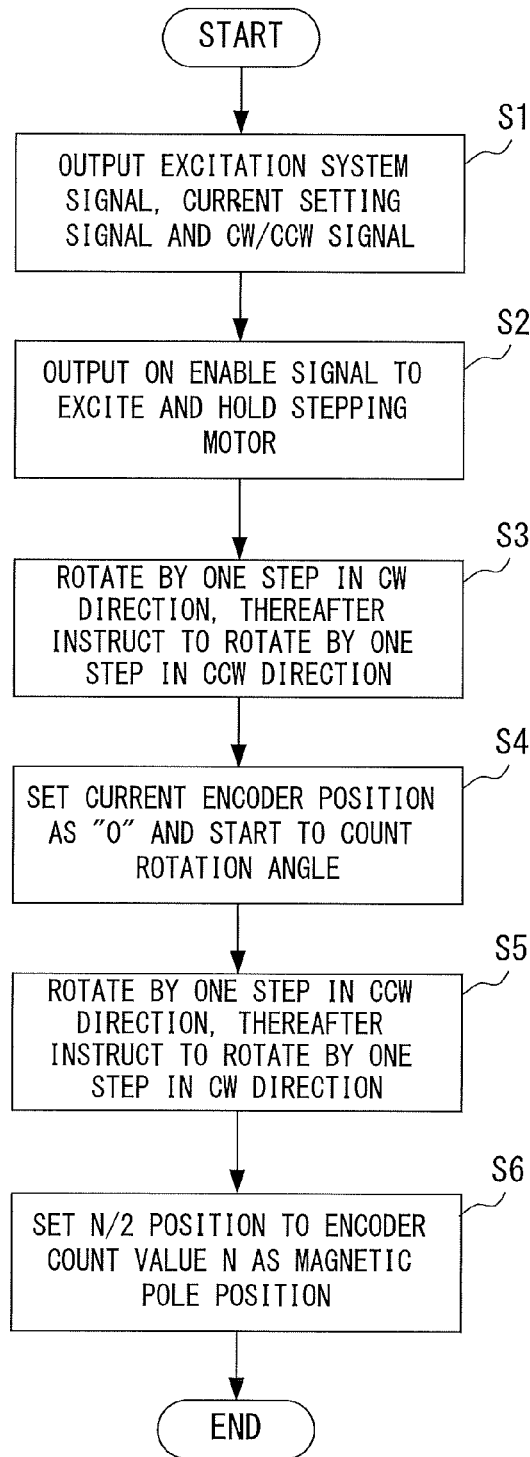 START
S1
OUTPUT EXCITATION SYSTEM
SIGNAL, CURRENT SETTING
SIGNAL AND CW/CCW SIGNAL
S2
OUTPUT ON ENABLE SIGNAL TO
EXCITE AND HOLD STEPPING
MOTOR
S3
ROTATE BY ONE STEP IN CW
DIRECTION, THEREAFTER
INSTRUCT TO ROTATE BY ONE
STEP IN CCW DIRECTION
S4
SET CURRENT ENCODER POSITION
AS "0" AND START TO COUNT
ROTATION ANGLE
S5
ROTATE BY ONE STEP IN CCW
DIRECTION, THEREAFTER
INSTRUCT TO ROTATE BY ONE
STEP IN CW DIRECTION
S6
SET N/2 POSITION TO ENCODER
COUNT VALUE N AS MAGNETIC
POLE POSITION
END